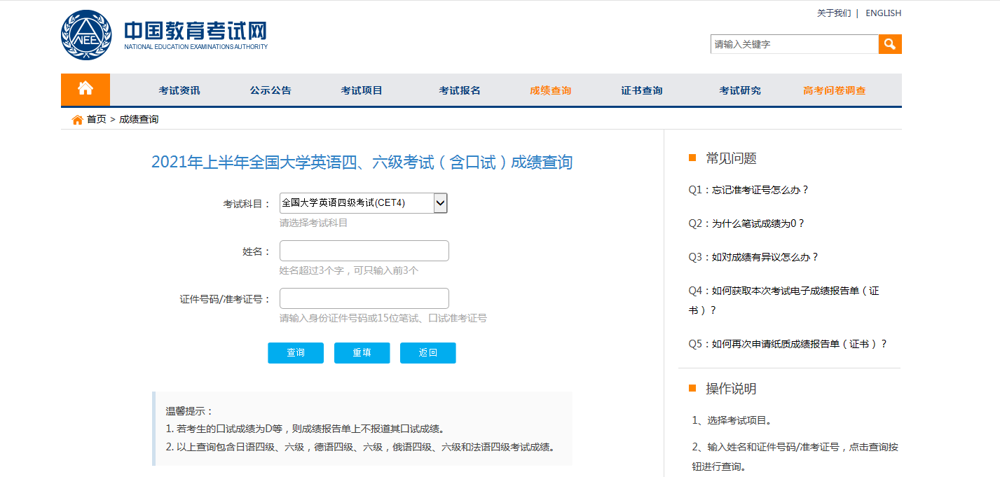 关于我们 | ENGLISH
NEE
中国教育考试网
NATIONAL EDUCATION EXAMINATIONS AUTHORITY
请输入关键字
考试资讯 公示公告 考试项目 考试报名 成绩查询 证书查询 考试研究 高考问卷调查
首页 > 成绩查询
2021年上半年全国大学英语四、六级考试（含口试）成绩查询
考试科目： 全国大学英语四级考试(CET4)
请选择考试科目
姓名：
姓名超过3个字，可只输入前3个
证件号码/准考证号：
请输入身份证件号码或15位笔试、口试准考证号
查询 重填 返回
温馨提示：
1. 若考生的口试成绩为D等，则成绩报告单上不报道其口试成绩。
2. 以上查询包含日语四级、六级，德语四级、六级，俄语四级、六级和法语四级考试成绩。
常见问题
Q1：忘记准考证号怎么办？
Q2：为什么笔试成绩为0？
Q3：如对成绩有异议怎么办？
Q4：如何获取本次考试电子成绩报告单（证
书）？
Q5：如何再次申请纸质成绩报告单（证书）？
操作说明
1、选择考试项目。
2、输入姓名和证件号码/准考证号，点击查询按
钮进行查询。